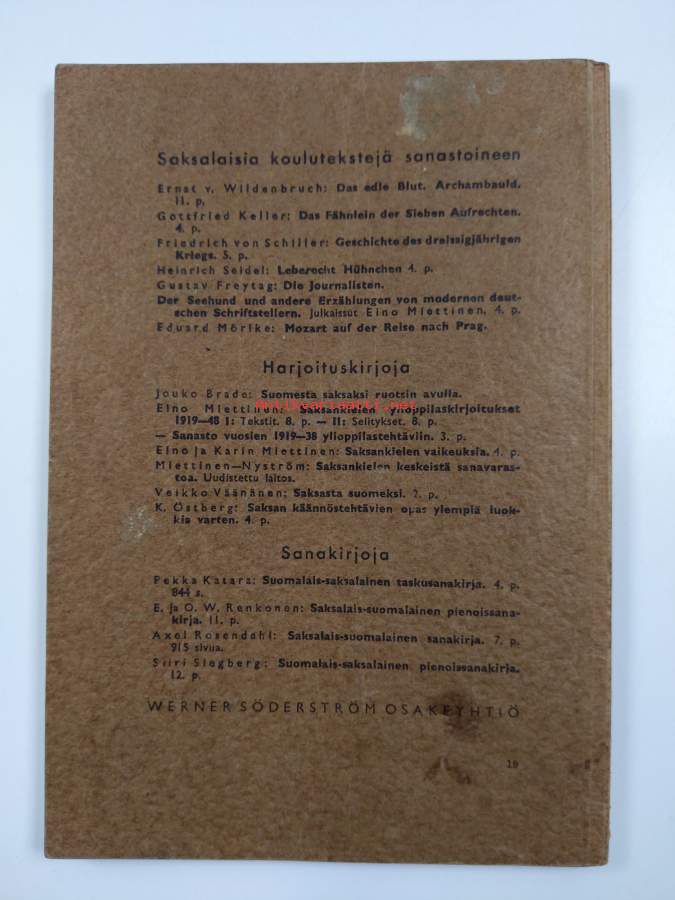 Saksalaisia koulutekstejä sanastoineen
Ernst v. Wildenbruch: Das edle Blut. Archambauld.
11. p.
Gottfried Keller: Das Fähnlein der Sieben Aufrechten.
4. p.
Friedrich von Schiller: Geschichte des dreissigjährigen
Kriegs. 5. p.
Heinrich Seidel: Leberecht Hühnchen 4. p.
Gustav Freytag: Die Journalisten.
Der Seehund und andere Erzählungen von modernen deut-
schen Schriftstellern. Julkaissut Eino Miettinen. 4. p.
Eduard Mörike: Mozart auf der Reise nach Prag.
Harjoituskirjoja
Jouko Brade: Suomesta saksaksi ruotsin avulla.
antikvariaatti.net
Eino Miettinen: Saksankielen ylioppilaskirjoitukset
1919—48 I: Tekstit. 8. p. — II: Selitykset. 8. p.
— Sanasto vuosien 1919—38 ylioppilastehtäviin. 3. p.
Eino ja Karin Miettinen: Saksankielen vaikeuksia. 4. p.
Miettinen—Nyström: Saksankielen keskeistä sanavaras-
toa. Uudistettu laitos.
Veikko Väänänen: Saksasta suomeksi. 2. p.
K. Östberg: Saksan käännöstehtävien opas ylempiä luok-
kia varten. 4. p.
Sanakirjoja
Pekka Katara: Suomalais-saksalainen taskusanakirja. 4. p.
844 s.
E. ja O. W. Renkonen: Saksalais-suomalainen pienoissana-
kirja. 11. p.
Axel Rosendahl: Saksalais-suomalainen sanakirja. 7. p.
915 sivua.
Siiri Siegberg: Suomalais-saksalainen pienoissanakirja.
12. p.
WERNER SÖDERSTRÖM OSAKEYHTIÖ